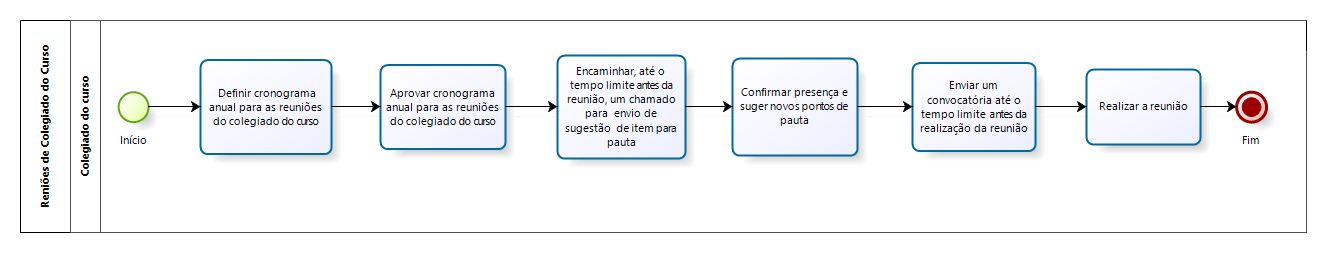 Reniões de Colegiado do Curso
Colegiado do curso
Início
Definir cronograma
anual para as reuniões
do colegiado do curso
Aprovar cronograma
anual para as reuniões
do colegiado do curso
Encaminhar, até o
tempo limite antes da
reunião, um chamado
para envio de
sugestão de item para
pauta
Confirmar presença e
suger novos pontos de
pauta
Enviar um
convocatória até o
tempo limite antes da
realização da reunião
Realizar a reunião
Fim